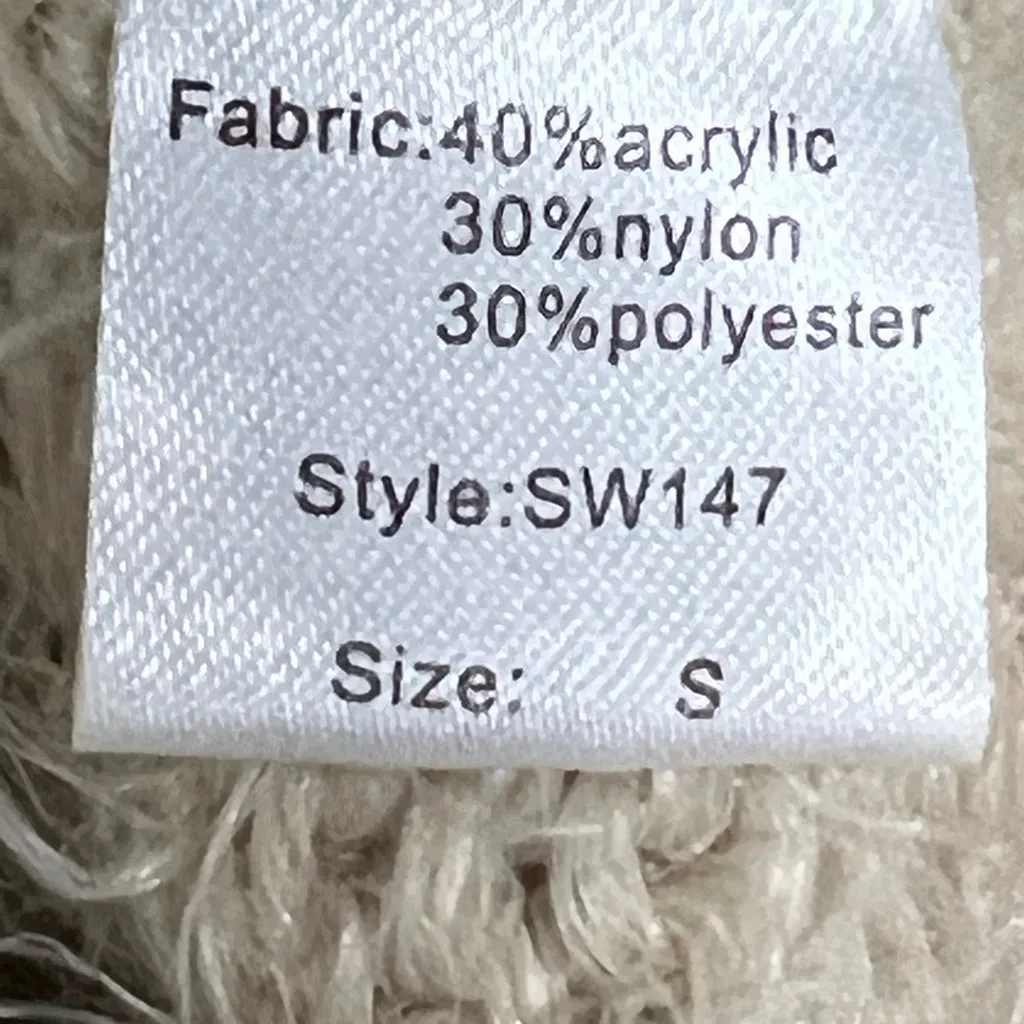 Fabric:40%acrylic
30%nylon
30%polyester
Style:SW147
Size: S